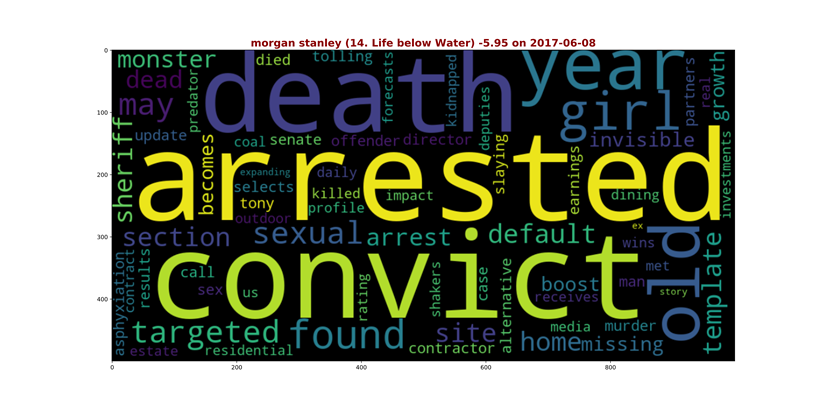 morgan stanley (14. Life below Water) -5.95 on 2017-06-08
0
100
200
300
400
0
200
400
600
800
monster
died
tolling
forecasts
kidnapped
year
partners
real
growth
dead
may
predator
death
deputies
girl
update
coal
senate
offender
director
invisible
sheriff
becomes
arrested
slaying
earnings
investments
expanding
daily
selects
killed
impact
dining
tony
profile
outdoor
section
sexual
arrest
default
ex
wins
old
template
asphyxiation
contract
results
call
convict
met
man
story
sex
us
rating
shakers
case
alternative
boost
receives
targeted
found
site
media
murder
home
missing
estate
residential
contractor